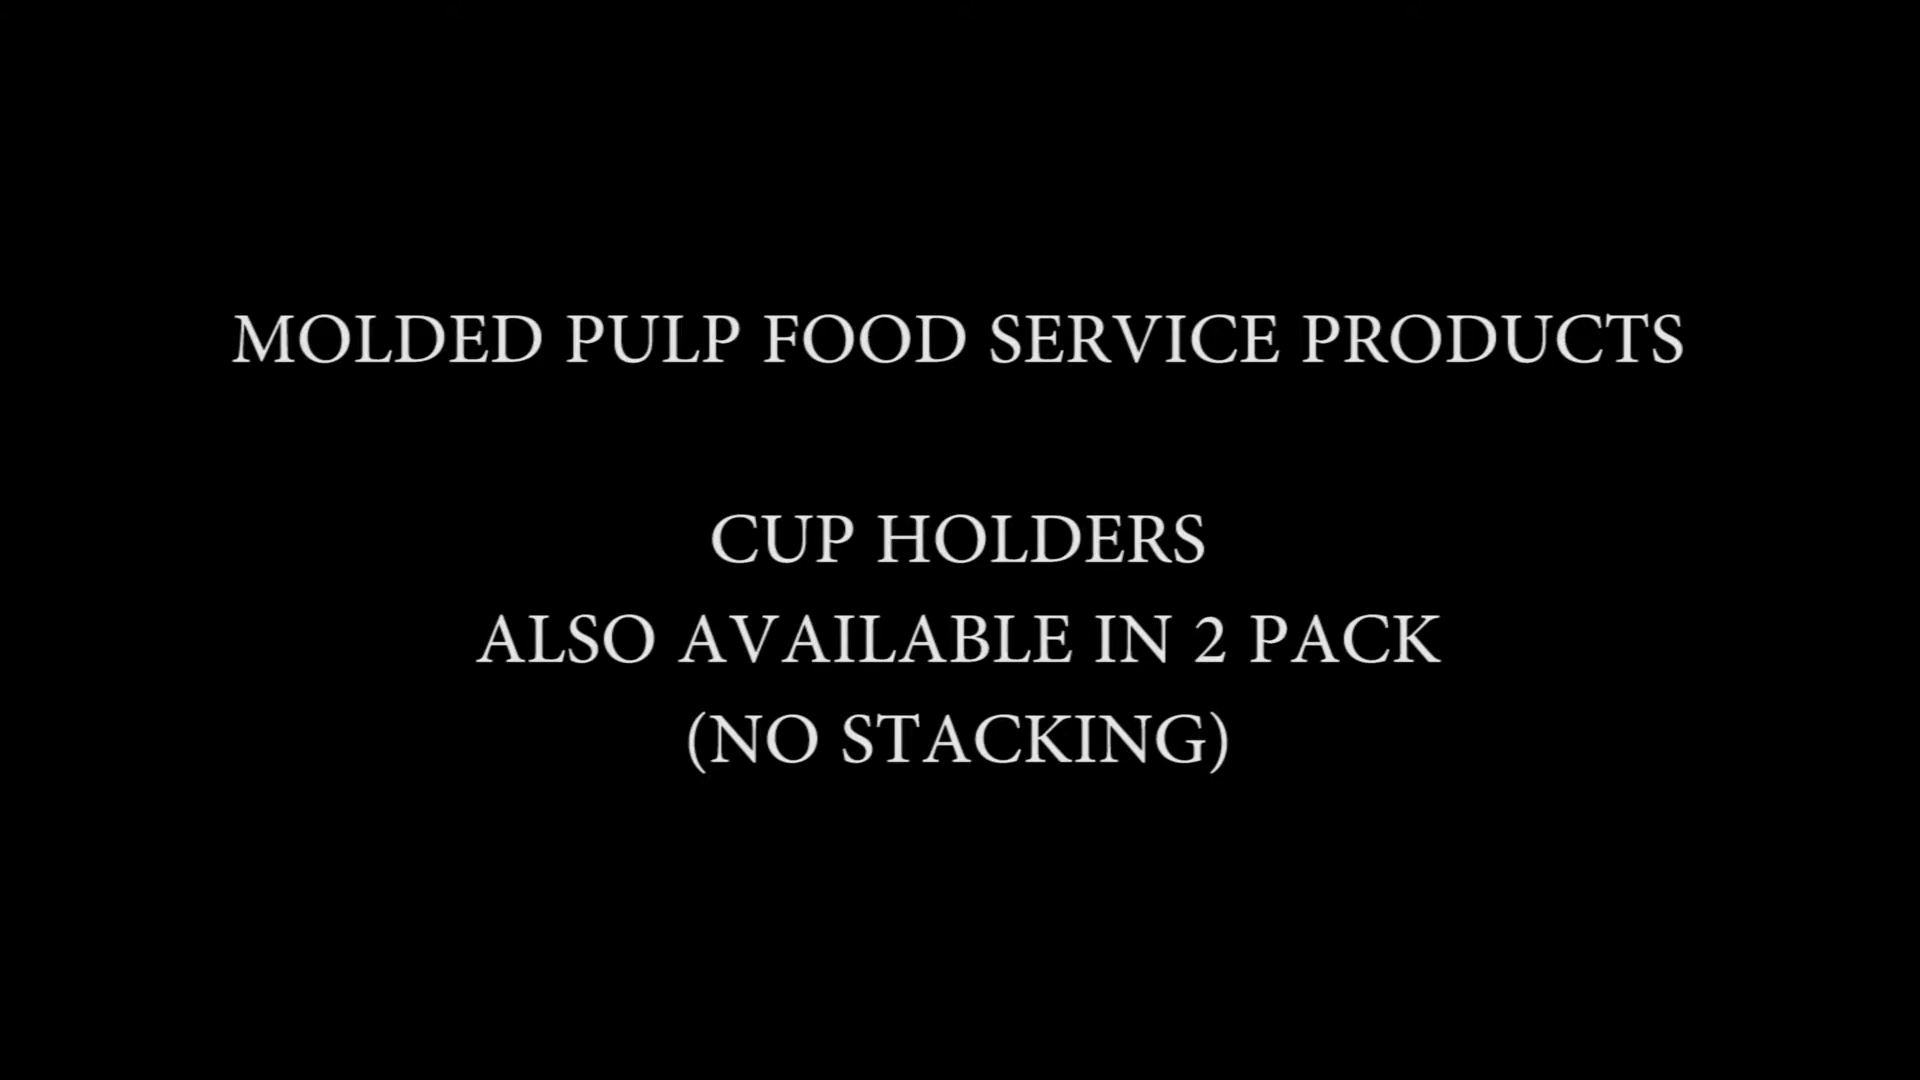 MOLDED PULP FOOD SERVICE PRODUCTS
CUP HOLDERS
ALSO AVAILABLE IN 2 PACK
(NO STACKING)